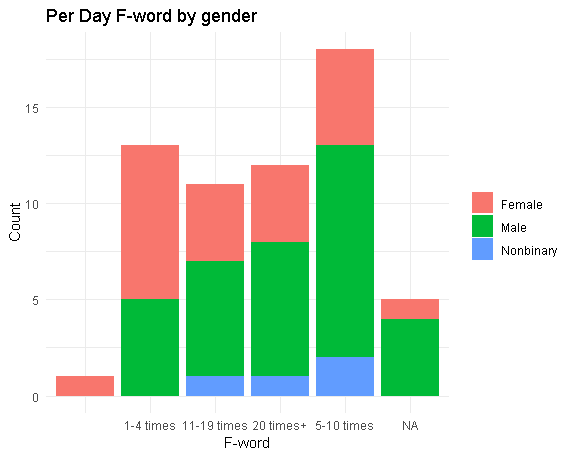 Per Day F-word by gender
Count
15
10
5
0
1-4 times 11-19 times 20 times+ 5-10 times NA
F-word
Female
Male
Nonbinary